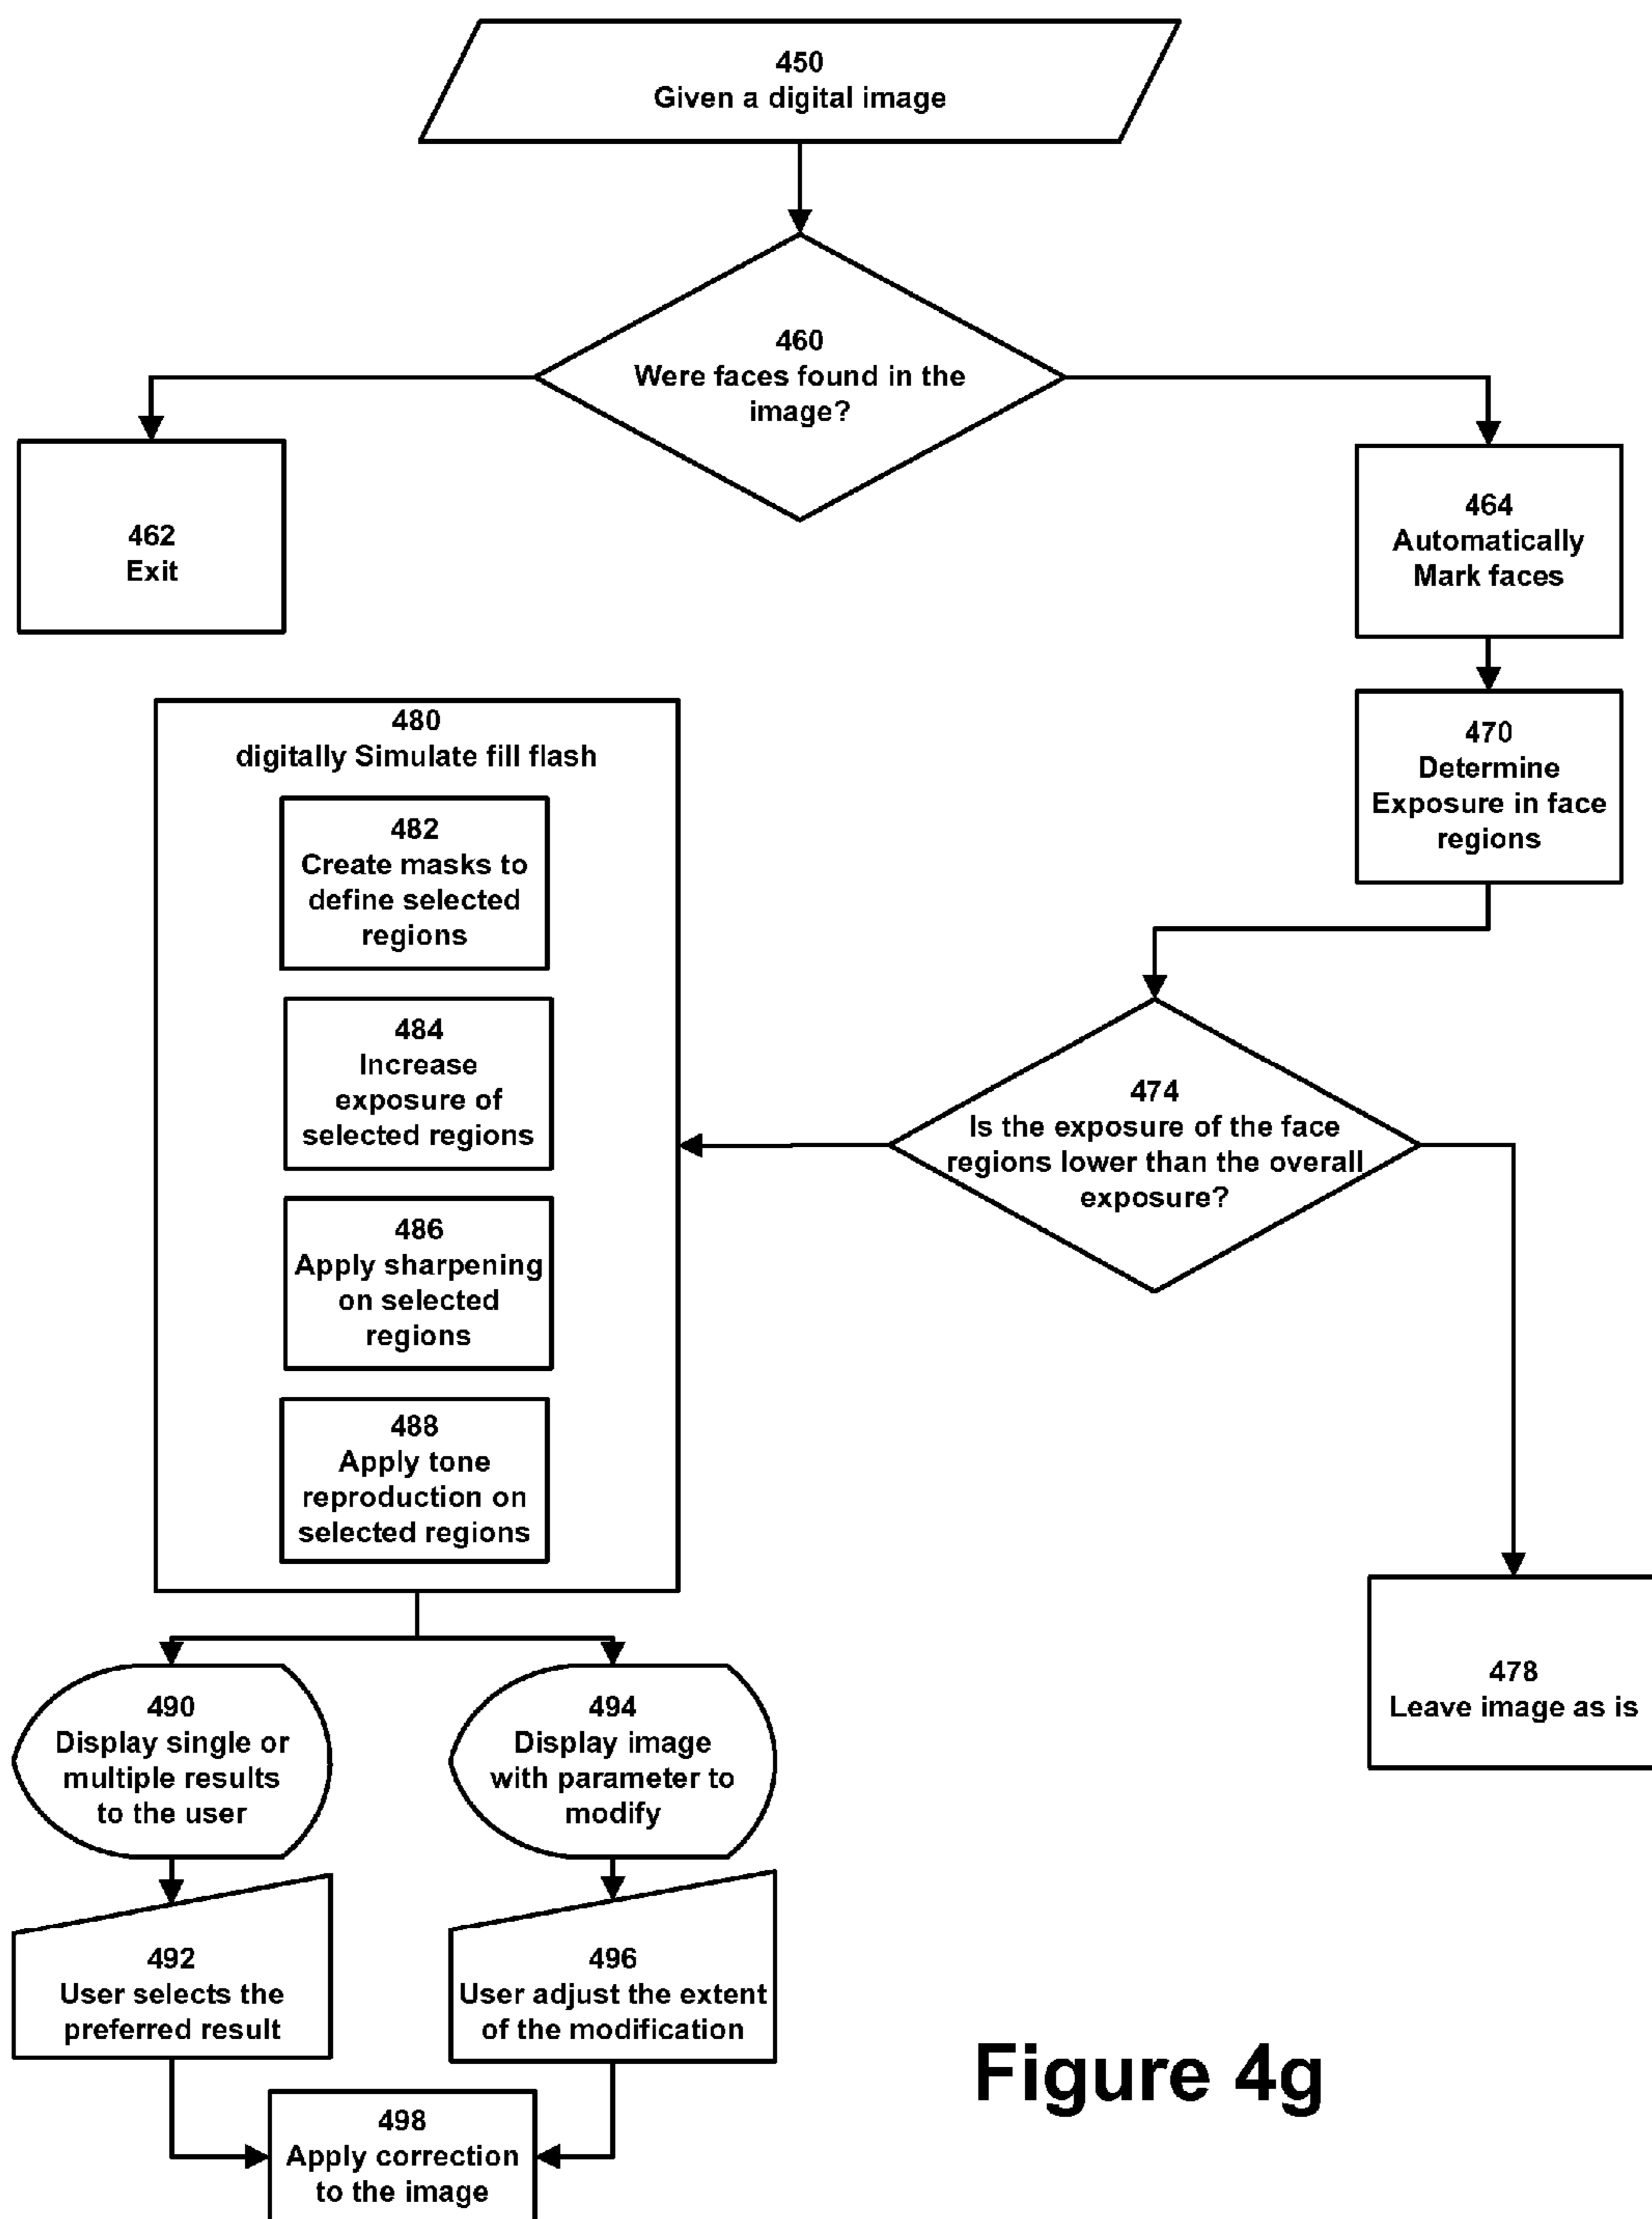 450
Given a digital image
460
Were faces found in the
image?
462
Exit
464
Automatically
Mark faces
470
Determine
Exposure in face
regions
474
Is the exposure of the face
regions lower than the overall
exposure?
478
Leave image as is
480
digitally Simulate fill flash
482
Create masks to
define selected
regions
484
Increase
exposure of
selected regions
486
Apply sharpening
on selected
regions
488
Apply tone
reproduction on
selected regions
490
Display single or
multiple results
to the user
494
Display image
with parameter to
modify
492
User selects the
preferred result
496
User adjust the extent
of the modification
498
Apply correction
to the image
Figure 4g